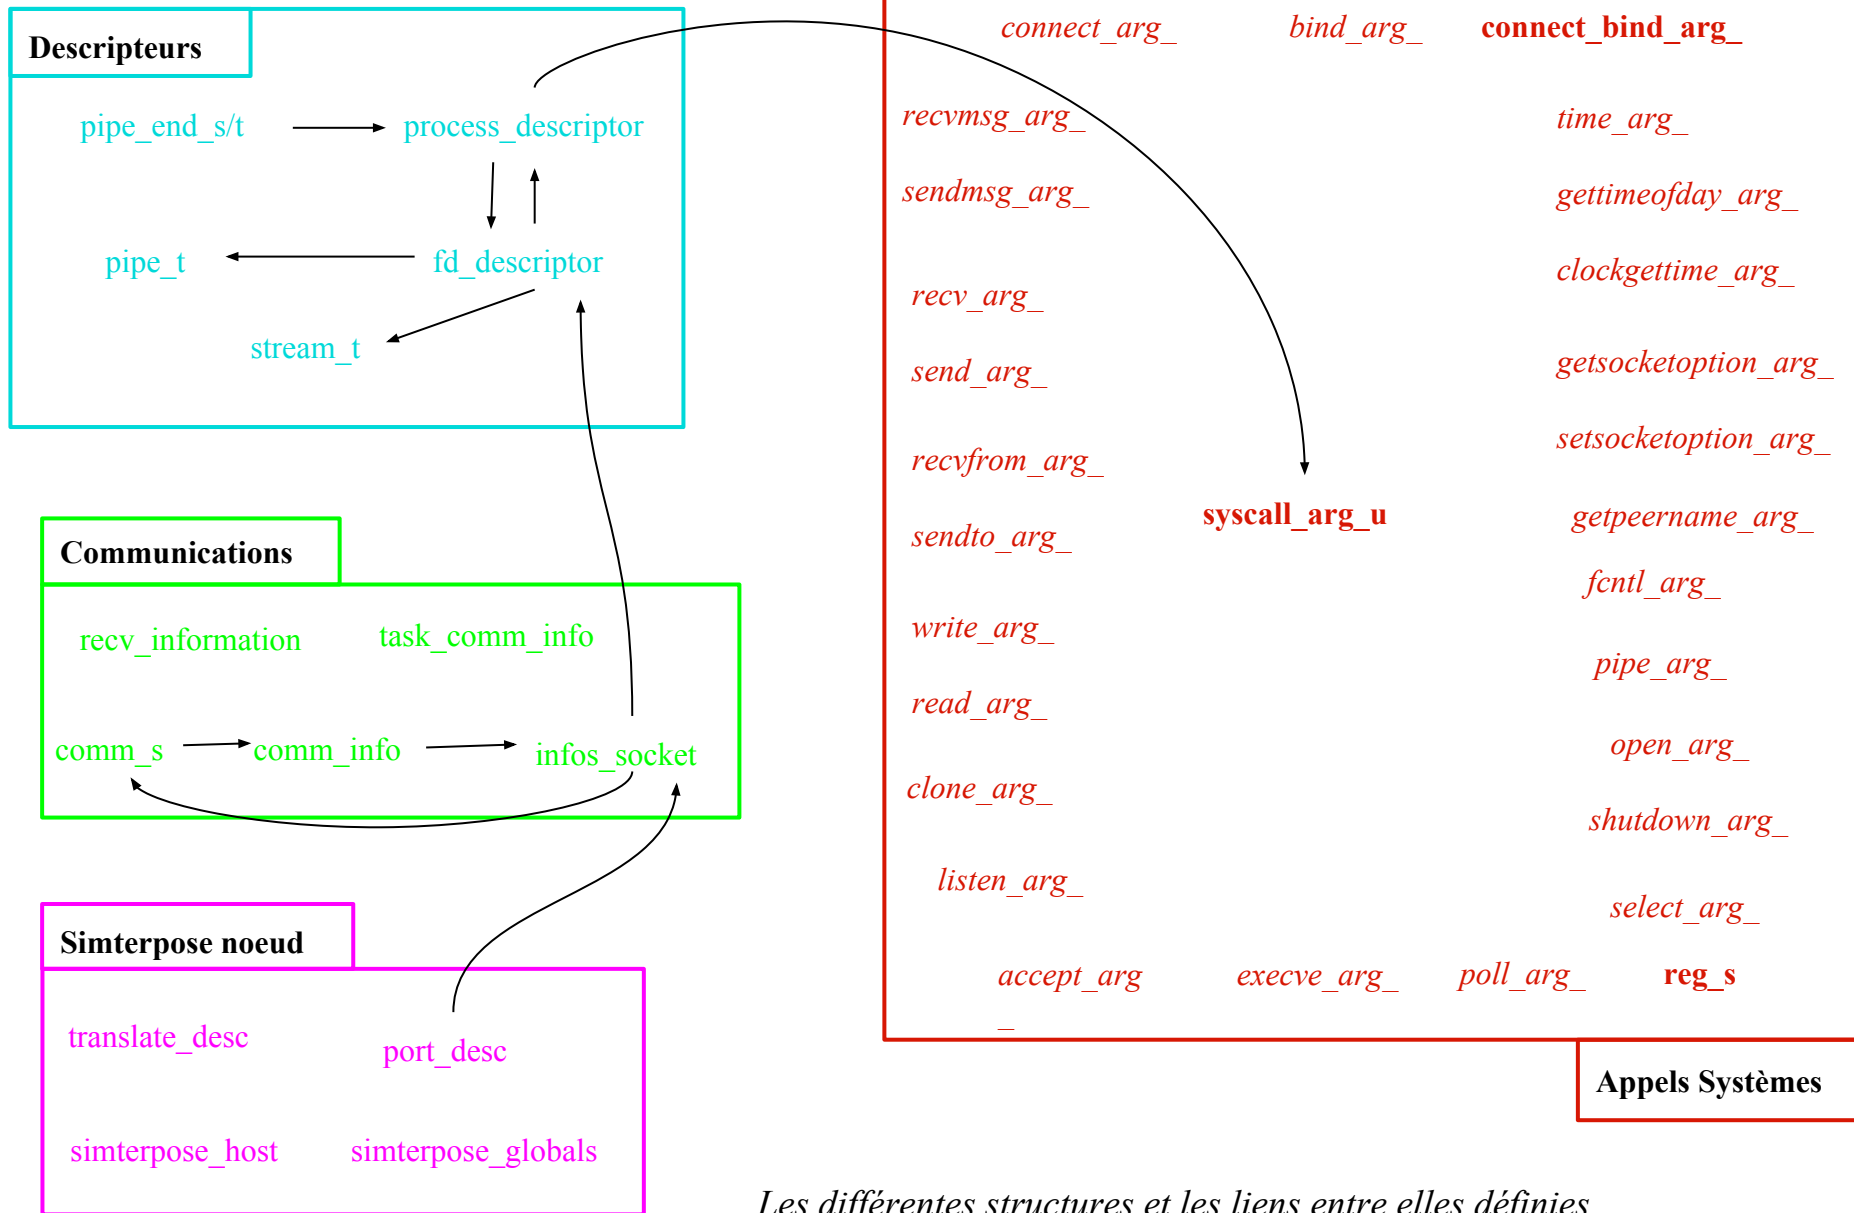 Descripteurs
pipe_end_s/t
process_descriptor
pipe_t
fd_descriptor
stream_t
Communications
recv_information
task_comm_info
comm_s
comm_info
infos_socket
Simterpose noeud
translate_desc
port_desc
simterpose_host
simterpose_globals
connect_arg_
bind_arg_
connect_bind_arg_
recvmsg_arg_
time_arg_
sendmsg_arg_
gettimeofday_arg_
clockgettime_arg_
recv_arg_
getsocketoption_arg_
send_arg_
setsocketoption_arg_
recvfrom_arg_
syscall_arg_u
getpeername_arg_
sendto_arg_
fcntl_arg_
write_arg_
pipe_arg_
read_arg_
open_arg_
clone_arg_
shutdown_arg_
listen_arg_
select_arg_
accept_arg
_
execve_arg_
poll_arg_
reg_s
Appels Systèmes
Les différentes structures et les liens entre elles définies